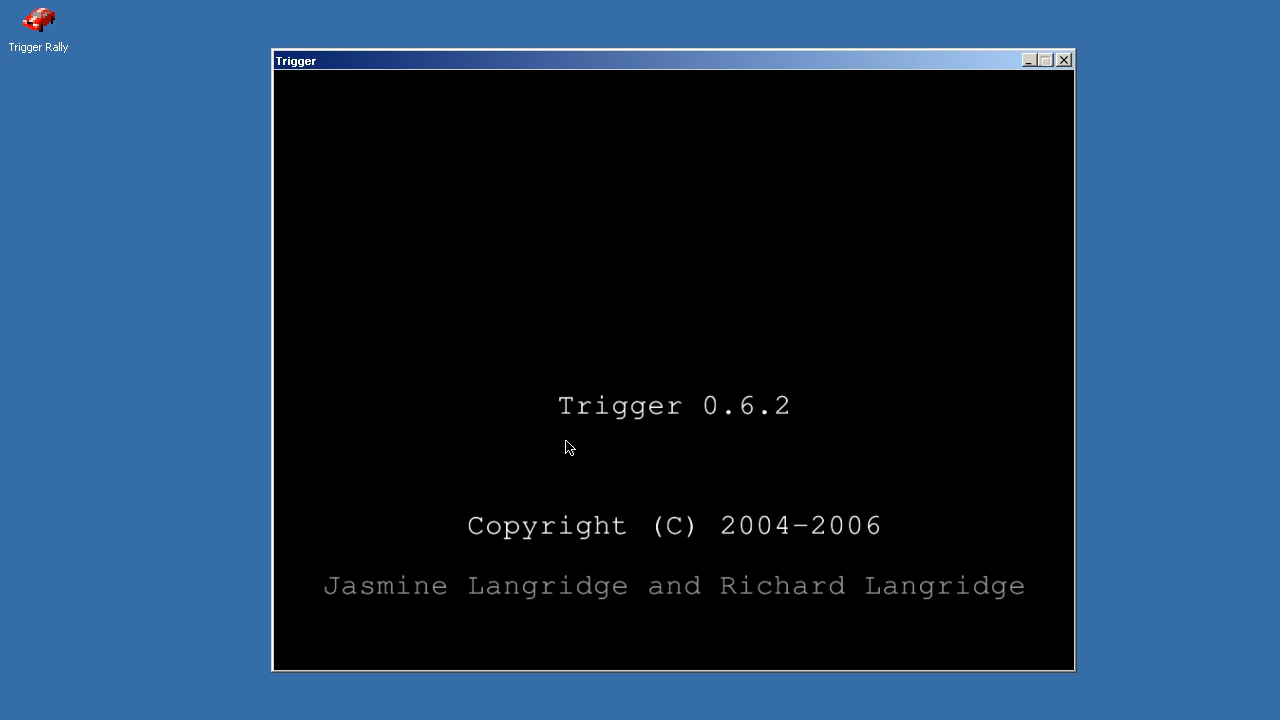 Trigger Rally
Trigger
Trigger 0.6.2
Copyright (C) 2004-2006
Jasmine Langridge and Richard Langridge